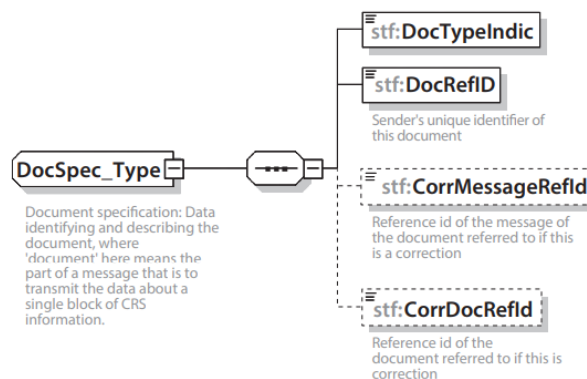 stf:DocTypeIndic
stf:DocRefID
Sender's unique identifier of
this document
DocSpec_Type
Document specification: Data
identifying and describing the
document, where
'document' here means the
part of a message that is to
transmit the data about a
single block of CRS
information.
stf:CorrMessageRefId
Reference id of the message of
the document referred to if this
is a correction
stf:CorrDocRefId
Reference id of the
document referred to if this is
correction